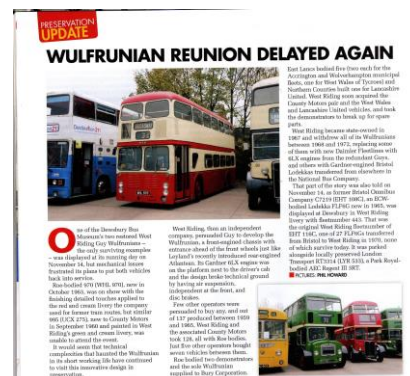 PRESERVATION
UPDATE
WULFRUNIAN REUNION DELAYED AGAIN
One of the Dewsbury Bus
Museum's two restored West
Riding Guy Wulfrunians –
the only surviving examples
– was displayed at its running day on
November 14, but mechanical issues
frustrated its plans to put both vehicles
back into service.
Roe-bodied 970 (WHL 970), new in
October 1963, was on show with the
finishing detailed touches applied to
the red and cream livery the company
used for former tram routes, but similar
995 (UCX 275), new to County Motors
in September 1960 and painted in West
Riding's green and cream livery, was
unable to attend the event.
It would seem that technical
complexities that haunted the Wulfrunian
in its short working life have continued
to visit this innovative design in
preservation.
West Riding, then an independent
company, persuaded Guy to develop the
Wulfrunian, a front-engined chassis with
entrance ahead of the front wheels just like
Leyland's recently introduced rear-engined
Atlantean. Its Gardner 6LX engine was
on the platform next to the driver's cab
and the design broke technical ground
by having air suspension,
independent at the front, and
disc brakes.
Few other operators were
persuaded to buy any, and out
of 137 produced between 1959
and 1965, West Riding and
the associated County Motors
took 126, all with Roe bodies.
Just five other operators bought
seven vehicles between them.
Roe bodied two demonstrators
and the sole Wulfrunian
supplied to Bury Corporation.
East Lancs bodied five (two each for the
Accrington and Wolverhampton municipal
fleets, one for West Wales of Tycroes) and
Northern Counties built one for Lancashire
United. West Riding soon acquired the
County Motors pair and the West Wales
and Lancashire United vehicles, and took
the demonstrators to break up for spare
parts.
West Riding became state-owned in
1967 and withdrew all of its Wulfrunians
between 1968 and 1972, replacing some
of them with new Daimler Fleetlines with
6LX engines from the redundant Guys,
and others with Gardner-engined Bristol
Lodekkas transferred from elsewhere in
the National Bus Company.
That part of the story was also told on
November 14, as former Bristol Omnibus
Company C7219 (EHT 108C), an ECW-
bodied Lodekka FLF6G new in 1965, was
displayed at Dewsbury in West Riding
livery with fleetnumber 443. That was
the original West Riding fleetnumber of
EHT 119C, one of 27 FLF6Gs transferred
from Bristol to West Riding in 1970, none
of which survive today. It was parked
alongside locally preserved London
Transport RT3314 (LYR 533), a Park Royal-
bodied AEC Regent III 3RT.
PICTURES: PHIL HOWARD